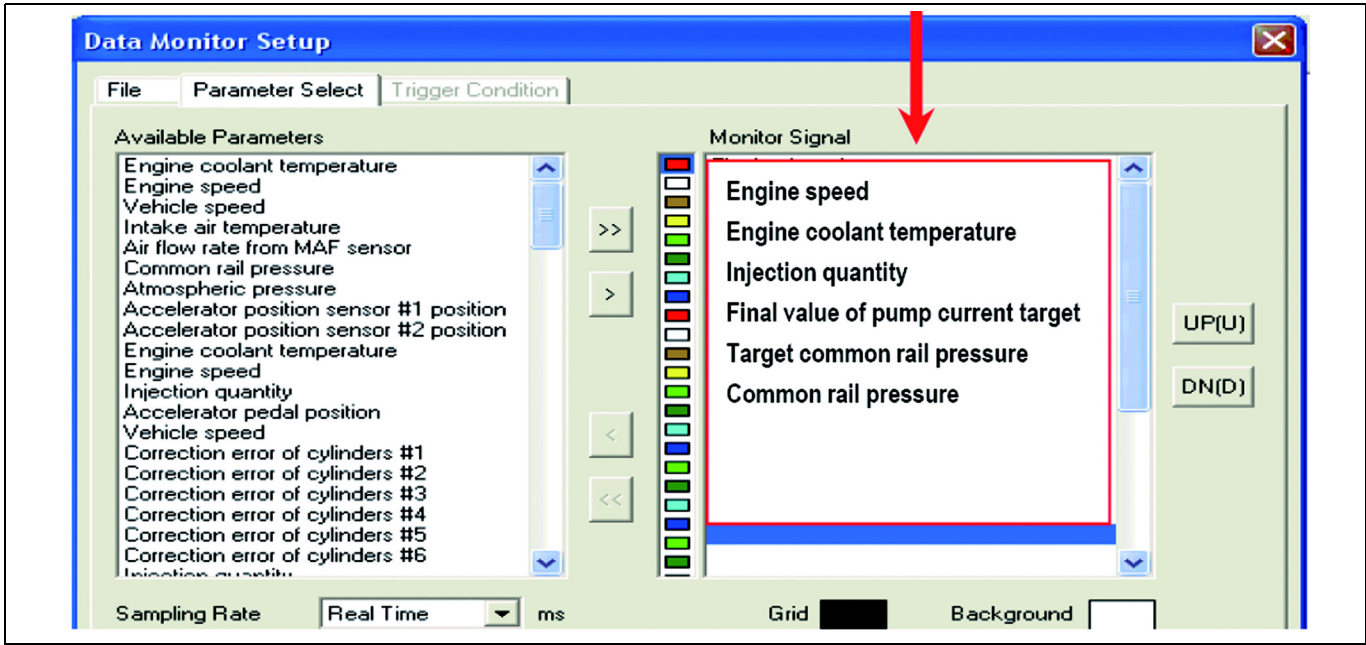 Data Monitor Setup
File Parameter Select Trigger Condition
Available Parameters
Engine coolant temperature
Engine speed
Vehicle speed
Intake air temperature
Air flow rate from MAF sensor
Common rail pressure
Atmospheric pressure
Accelerator position sensor #1 position
Accelerator position sensor #2 position
Engine coolant temperature
Engine speed
Injection quantity
Accelerator pedal position
Vehicle speed
Correction error of cylinders #1
Correction error of cylinders #2
Correction error of cylinders #3
Correction error of cylinders #4
Correction error of cylinders #5
Correction error of cylinders #6
Injection quantity
>>
>
<
<<
Monitor Signal
Engine speed
Engine coolant temperature
Injection quantity
Final value of pump current target
Target common rail pressure
Common rail pressure
UP(U)
DN(D)
Sampling Rate Real Time ms
Grid Background